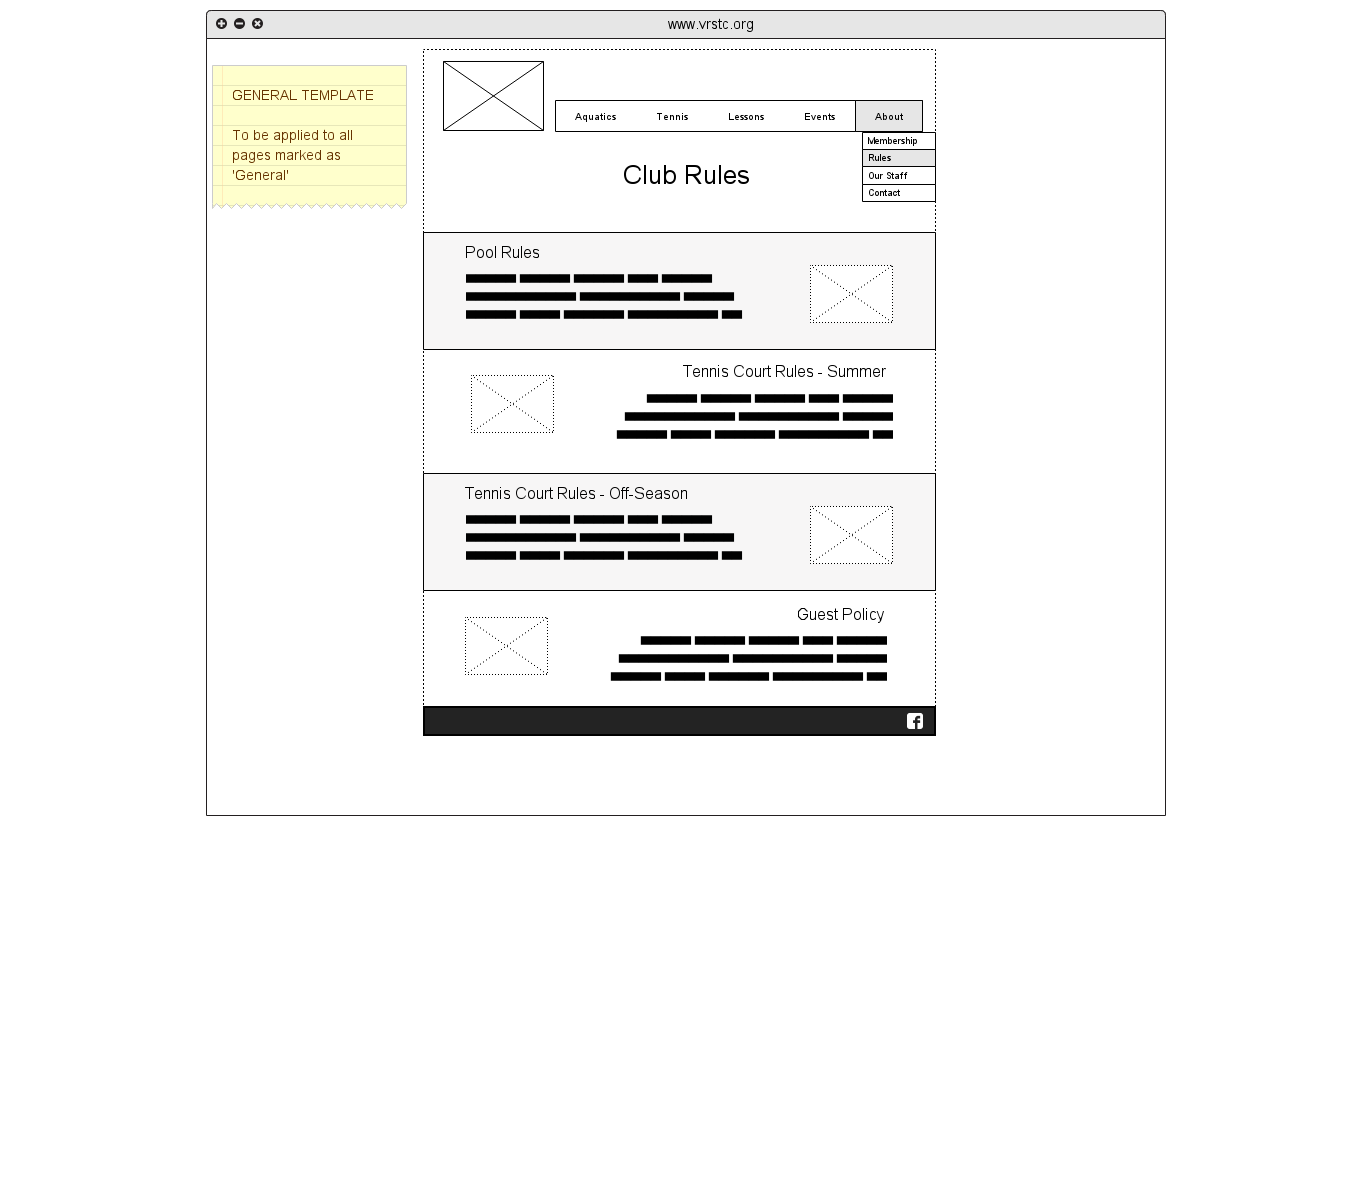 www.vrstc.org
GENERAL TEMPLATE
To be applied to all
pages marked as
'General'
Aquatics Tennis Lessons Events About
Membership
Rules
Our Staff
Contact
Club Rules
Pool Rules
Tennis Court Rules - Summer
Tennis Court Rules - Off-Season
Guest Policy